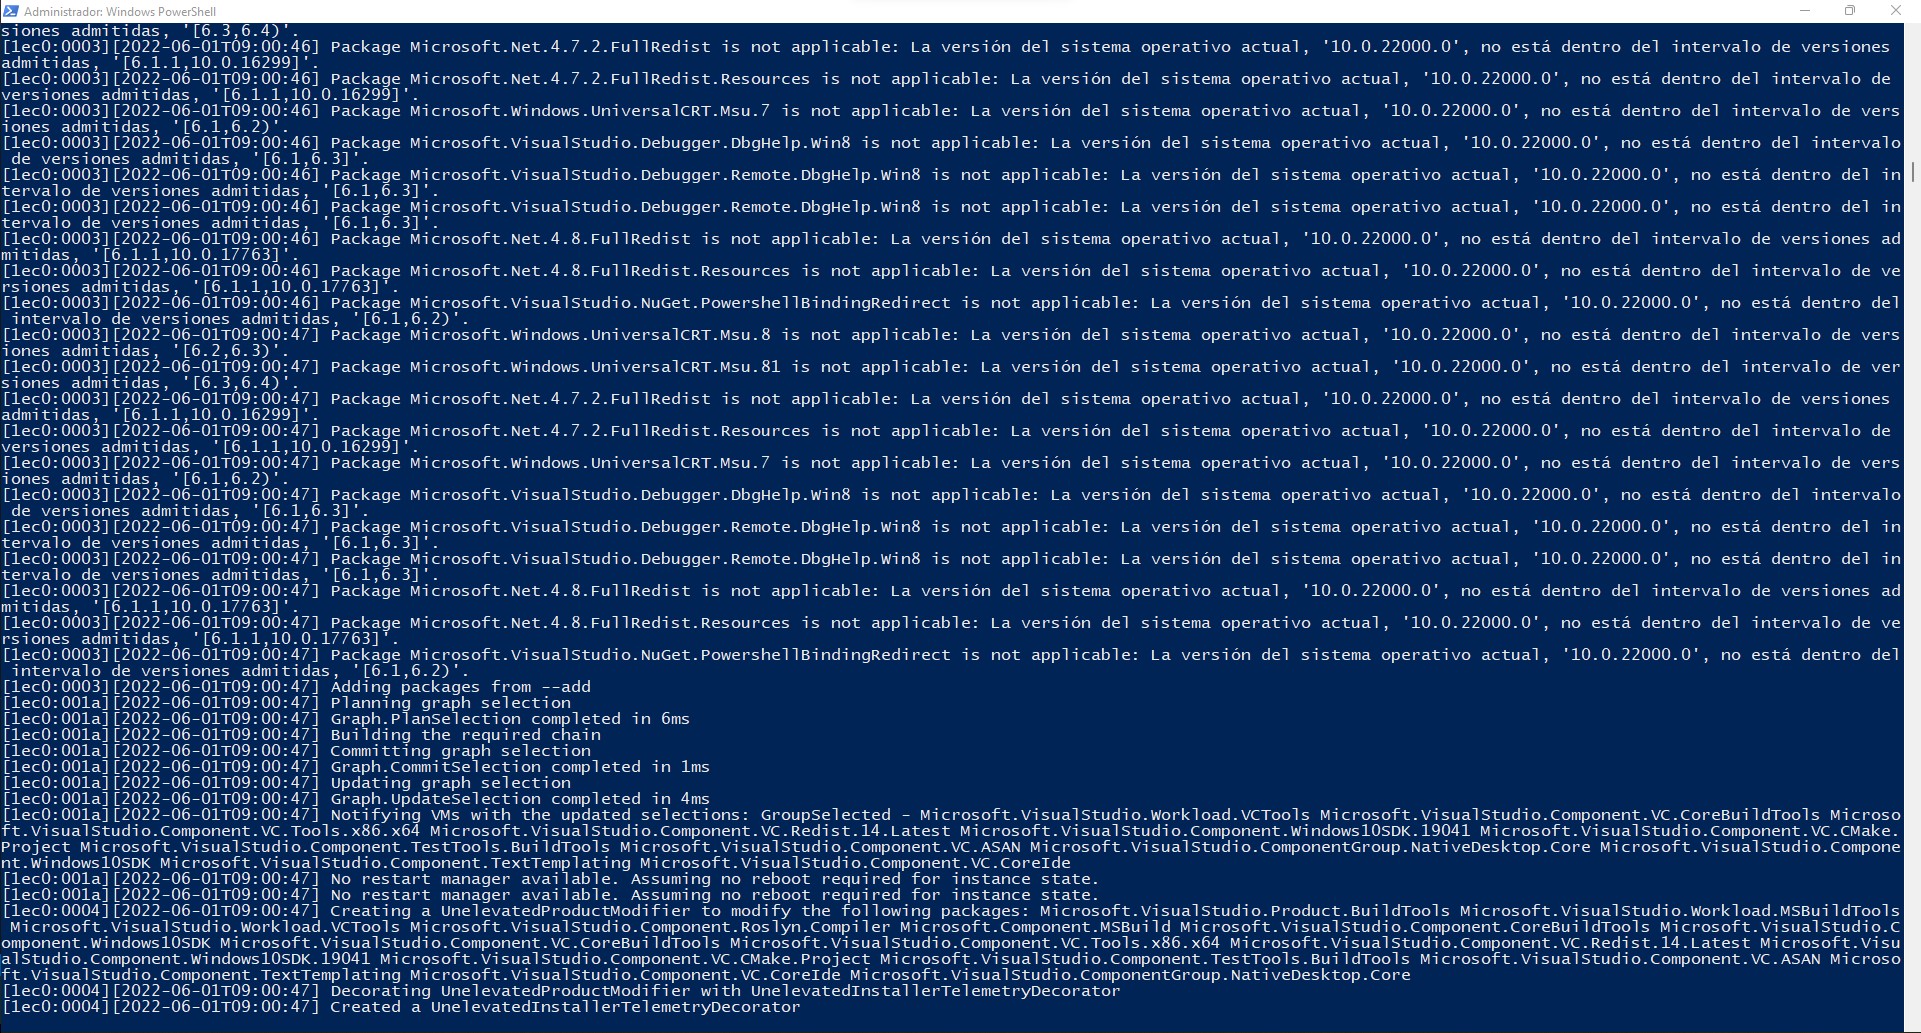 Administrador: Windows PowerShell
siones admitidas, '[6.3,6.4)'.
[1ec0:0003][2022-06-01T09:00:46] Package Microsoft.Net.4.7.2.FullRedist is not applicable: La versión del sistema operativo actual, '10.0.22000.0', no está dentro del intervalo de versiones
admitidas, '[6.1.1,10.0.16299]'.
[1ec0:0003][2022-06-01T09:00:46] Package Microsoft.Net.4.7.2.FullRedist.Resources is not applicable: La versión del sistema operativo actual, '10.0.22000.0', no está dentro del intervalo de
versiones admitidas, '[6.1.1,10.0.16299]'.
[1ec0:0003][2022-06-01T09:00:46] Package Microsoft.Windows.UniversalCRT.Msu.7 is not applicable: La versión del sistema operativo actual, '10.0.22000.0', no está dentro del intervalo de vers
iones admitidas, '[6.1,6.2)'.
[1ec0:0003][2022-06-01T09:00:46] Package Microsoft.VisualStudio.Debugger.DbgHelp.Win8 is not applicable: La versión del sistema operativo actual, '10.0.22000.0', no está dentro del intervalo
 de versiones admitidas, '[6.1,6.3]'.
[1ec0:0003][2022-06-01T09:00:46] Package Microsoft.VisualStudio.Debugger.Remote.DbgHelp.Win8 is not applicable: La versión del sistema operativo actual, '10.0.22000.0', no está dentro del in
tervalo de versiones admitidas, '[6.1,6.3]'.
[1ec0:0003][2022-06-01T09:00:46] Package Microsoft.VisualStudio.Debugger.Remote.DbgHelp.Win8 is not applicable: La versión del sistema operativo actual, '10.0.22000.0', no está dentro del in
tervalo de versiones admitidas, '[6.1,6.3]'.
[1ec0:0003][2022-06-01T09:00:46] Package Microsoft.Net.4.8.FullRedist is not applicable: La versión del sistema operativo actual, '10.0.22000.0', no está dentro del intervalo de versiones ad
mitidas, '[6.1.1,10.0.17763]'.
[1ec0:0003][2022-06-01T09:00:46] Package Microsoft.Net.4.8.FullRedist.Resources is not applicable: La versión del sistema operativo actual, '10.0.22000.0', no está dentro del intervalo de ve
rsiones admitidas, '[6.1.1,10.0.17763]'.
[1ec0:0003][2022-06-01T09:00:46] Package Microsoft.VisualStudio.NuGet.PowershellBindingRedirect is not applicable: La versión del sistema operativo actual, '10.0.22000.0', no está dentro del
 intervalo de versiones admitidas, '[6.1,6.2)'.
[1ec0:0003][2022-06-01T09:00:47] Package Microsoft.Windows.UniversalCRT.Msu.8 is not applicable: La versión del sistema operativo actual, '10.0.22000.0', no está dentro del intervalo de vers
iones admitidas, '[6.2,6.3)'.
[1ec0:0003][2022-06-01T09:00:47] Package Microsoft.Windows.UniversalCRT.Msu.81 is not applicable: La versión del sistema operativo actual, '10.0.22000.0', no está dentro del intervalo de ver
siones admitidas, '[6.3,6.4)'.
[1ec0:0003][2022-06-01T09:00:47] Package Microsoft.Net.4.7.2.FullRedist is not applicable: La versión del sistema operativo actual, '10.0.22000.0', no está dentro del intervalo de versiones
admitidas, '[6.1.1,10.0.16299]'.
[1ec0:0003][2022-06-01T09:00:47] Package Microsoft.Net.4.7.2.FullRedist.Resources is not applicable: La versión del sistema operativo actual, '10.0.22000.0', no está dentro del intervalo de
versiones admitidas, '[6.1.1,10.0.16299]'.
[1ec0:0003][2022-06-01T09:00:47] Package Microsoft.Windows.UniversalCRT.Msu.7 is not applicable: La versión del sistema operativo actual, '10.0.22000.0', no está dentro del intervalo de vers
iones admitidas, '[6.1,6.2)'.
[1ec0:0003][2022-06-01T09:00:47] Package Microsoft.VisualStudio.Debugger.DbgHelp.Win8 is not applicable: La versión del sistema operativo actual, '10.0.22000.0', no está dentro del intervalo
 de versiones admitidas, '[6.1,6.3]'.
[1ec0:0003][2022-06-01T09:00:47] Package Microsoft.VisualStudio.Debugger.Remote.DbgHelp.Win8 is not applicable: La versión del sistema operativo actual, '10.0.22000.0', no está dentro del in
tervalo de versiones admitidas, '[6.1,6.3]'.
[1ec0:0003][2022-06-01T09:00:47] Package Microsoft.VisualStudio.Debugger.Remote.DbgHelp.Win8 is not applicable: La versión del sistema operativo actual, '10.0.22000.0', no está dentro del in
tervalo de versiones admitidas, '[6.1,6.3]'.
[1ec0:0003][2022-06-01T09:00:47] Package Microsoft.Net.4.8.FullRedist is not applicable: La versión del sistema operativo actual, '10.0.22000.0', no está dentro del intervalo de versiones ad
mitidas, '[6.1.1,10.0.17763]'.
[1ec0:0003][2022-06-01T09:00:47] Package Microsoft.Net.4.8.FullRedist.Resources is not applicable: La versión del sistema operativo actual, '10.0.22000.0', no está dentro del intervalo de ve
rsiones admitidas, '[6.1.1,10.0.17763]'.
[1ec0:0003][2022-06-01T09:00:47] Package Microsoft.VisualStudio.NuGet.PowershellBindingRedirect is not applicable: La versión del sistema operativo actual, '10.0.22000.0', no está dentro del
 intervalo de versiones admitidas, '[6.1,6.2)'.
[1ec0:0003][2022-06-01T09:00:47] Adding packages from --add
[1ec0:001a][2022-06-01T09:00:47] Planning graph selection
[1ec0:001a][2022-06-01T09:00:47] Graph.PlanSelection completed in 6ms
[1ec0:001a][2022-06-01T09:00:47] Building the required chain
[1ec0:001a][2022-06-01T09:00:47] Committing graph selection
[1ec0:001a][2022-06-01T09:00:47] Graph.CommitSelection completed in 1ms
[1ec0:001a][2022-06-01T09:00:47] Updating graph selection
[1ec0:001a][2022-06-01T09:00:47] Graph.UpdateSelection completed in 4ms
[1ec0:001a][2022-06-01T09:00:47] Notifying VMs with the updated selections: GroupSelected - Microsoft.VisualStudio.Workload.VCTools Microsoft.VisualStudio.Component.VC.CoreBuildTools Microso
ft.VisualStudio.Component.VC.Tools.x86.x64 Microsoft.VisualStudio.Component.VC.Redist.14.Latest Microsoft.VisualStudio.Component.Windows10SDK.19041 Microsoft.VisualStudio.Component.VC.CMake.
Project Microsoft.VisualStudio.Component.TestTools.BuildTools Microsoft.VisualStudio.Component.VC.ASAN Microsoft.VisualStudio.ComponentGroup.NativeDesktop.Core Microsoft.VisualStudio.Compone
nt.Windows10SDK Microsoft.VisualStudio.Component.TextTemplating Microsoft.VisualStudio.Component.VC.CoreIde
[1ec0:001a][2022-06-01T09:00:47] No restart manager available. Assuming no reboot required for instance state.
[1ec0:001a][2022-06-01T09:00:47] No restart manager available. Assuming no reboot required for instance state.
[1ec0:0004][2022-06-01T09:00:47] Creating a UnelevatedProductModifier to modify the following packages: Microsoft.VisualStudio.Product.BuildTools Microsoft.VisualStudio.Workload.MSBuildTools
 Microsoft.VisualStudio.Workload.VCTools Microsoft.VisualStudio.Component.Roslyn.Compiler Microsoft.Component.MSBuild Microsoft.VisualStudio.Component.CoreBuildTools Microsoft.VisualStudio.C
omponent.Windows10SDK Microsoft.VisualStudio.Component.VC.CoreBuildTools Microsoft.VisualStudio.Component.VC.Tools.x86.x64 Microsoft.VisualStudio.Component.VC.Redist.14.Latest Microsoft.Visu
alStudio.Component.Windows10SDK.19041 Microsoft.VisualStudio.Component.VC.CMake.Project Microsoft.VisualStudio.Component.TestTools.BuildTools Microsoft.VisualStudio.Component.VC.ASAN Microso
ft.VisualStudio.Component.TextTemplating Microsoft.VisualStudio.Component.VC.CoreIde Microsoft.VisualStudio.ComponentGroup.NativeDesktop.Core
[1ec0:0004][2022-06-01T09:00:47] Decorating UnelevatedProductModifier with UnelevatedInstallerTelemetryDecorator
[1ec0:0004][2022-06-01T09:00:47] Created a UnelevatedInstallerTelemetryDecorator